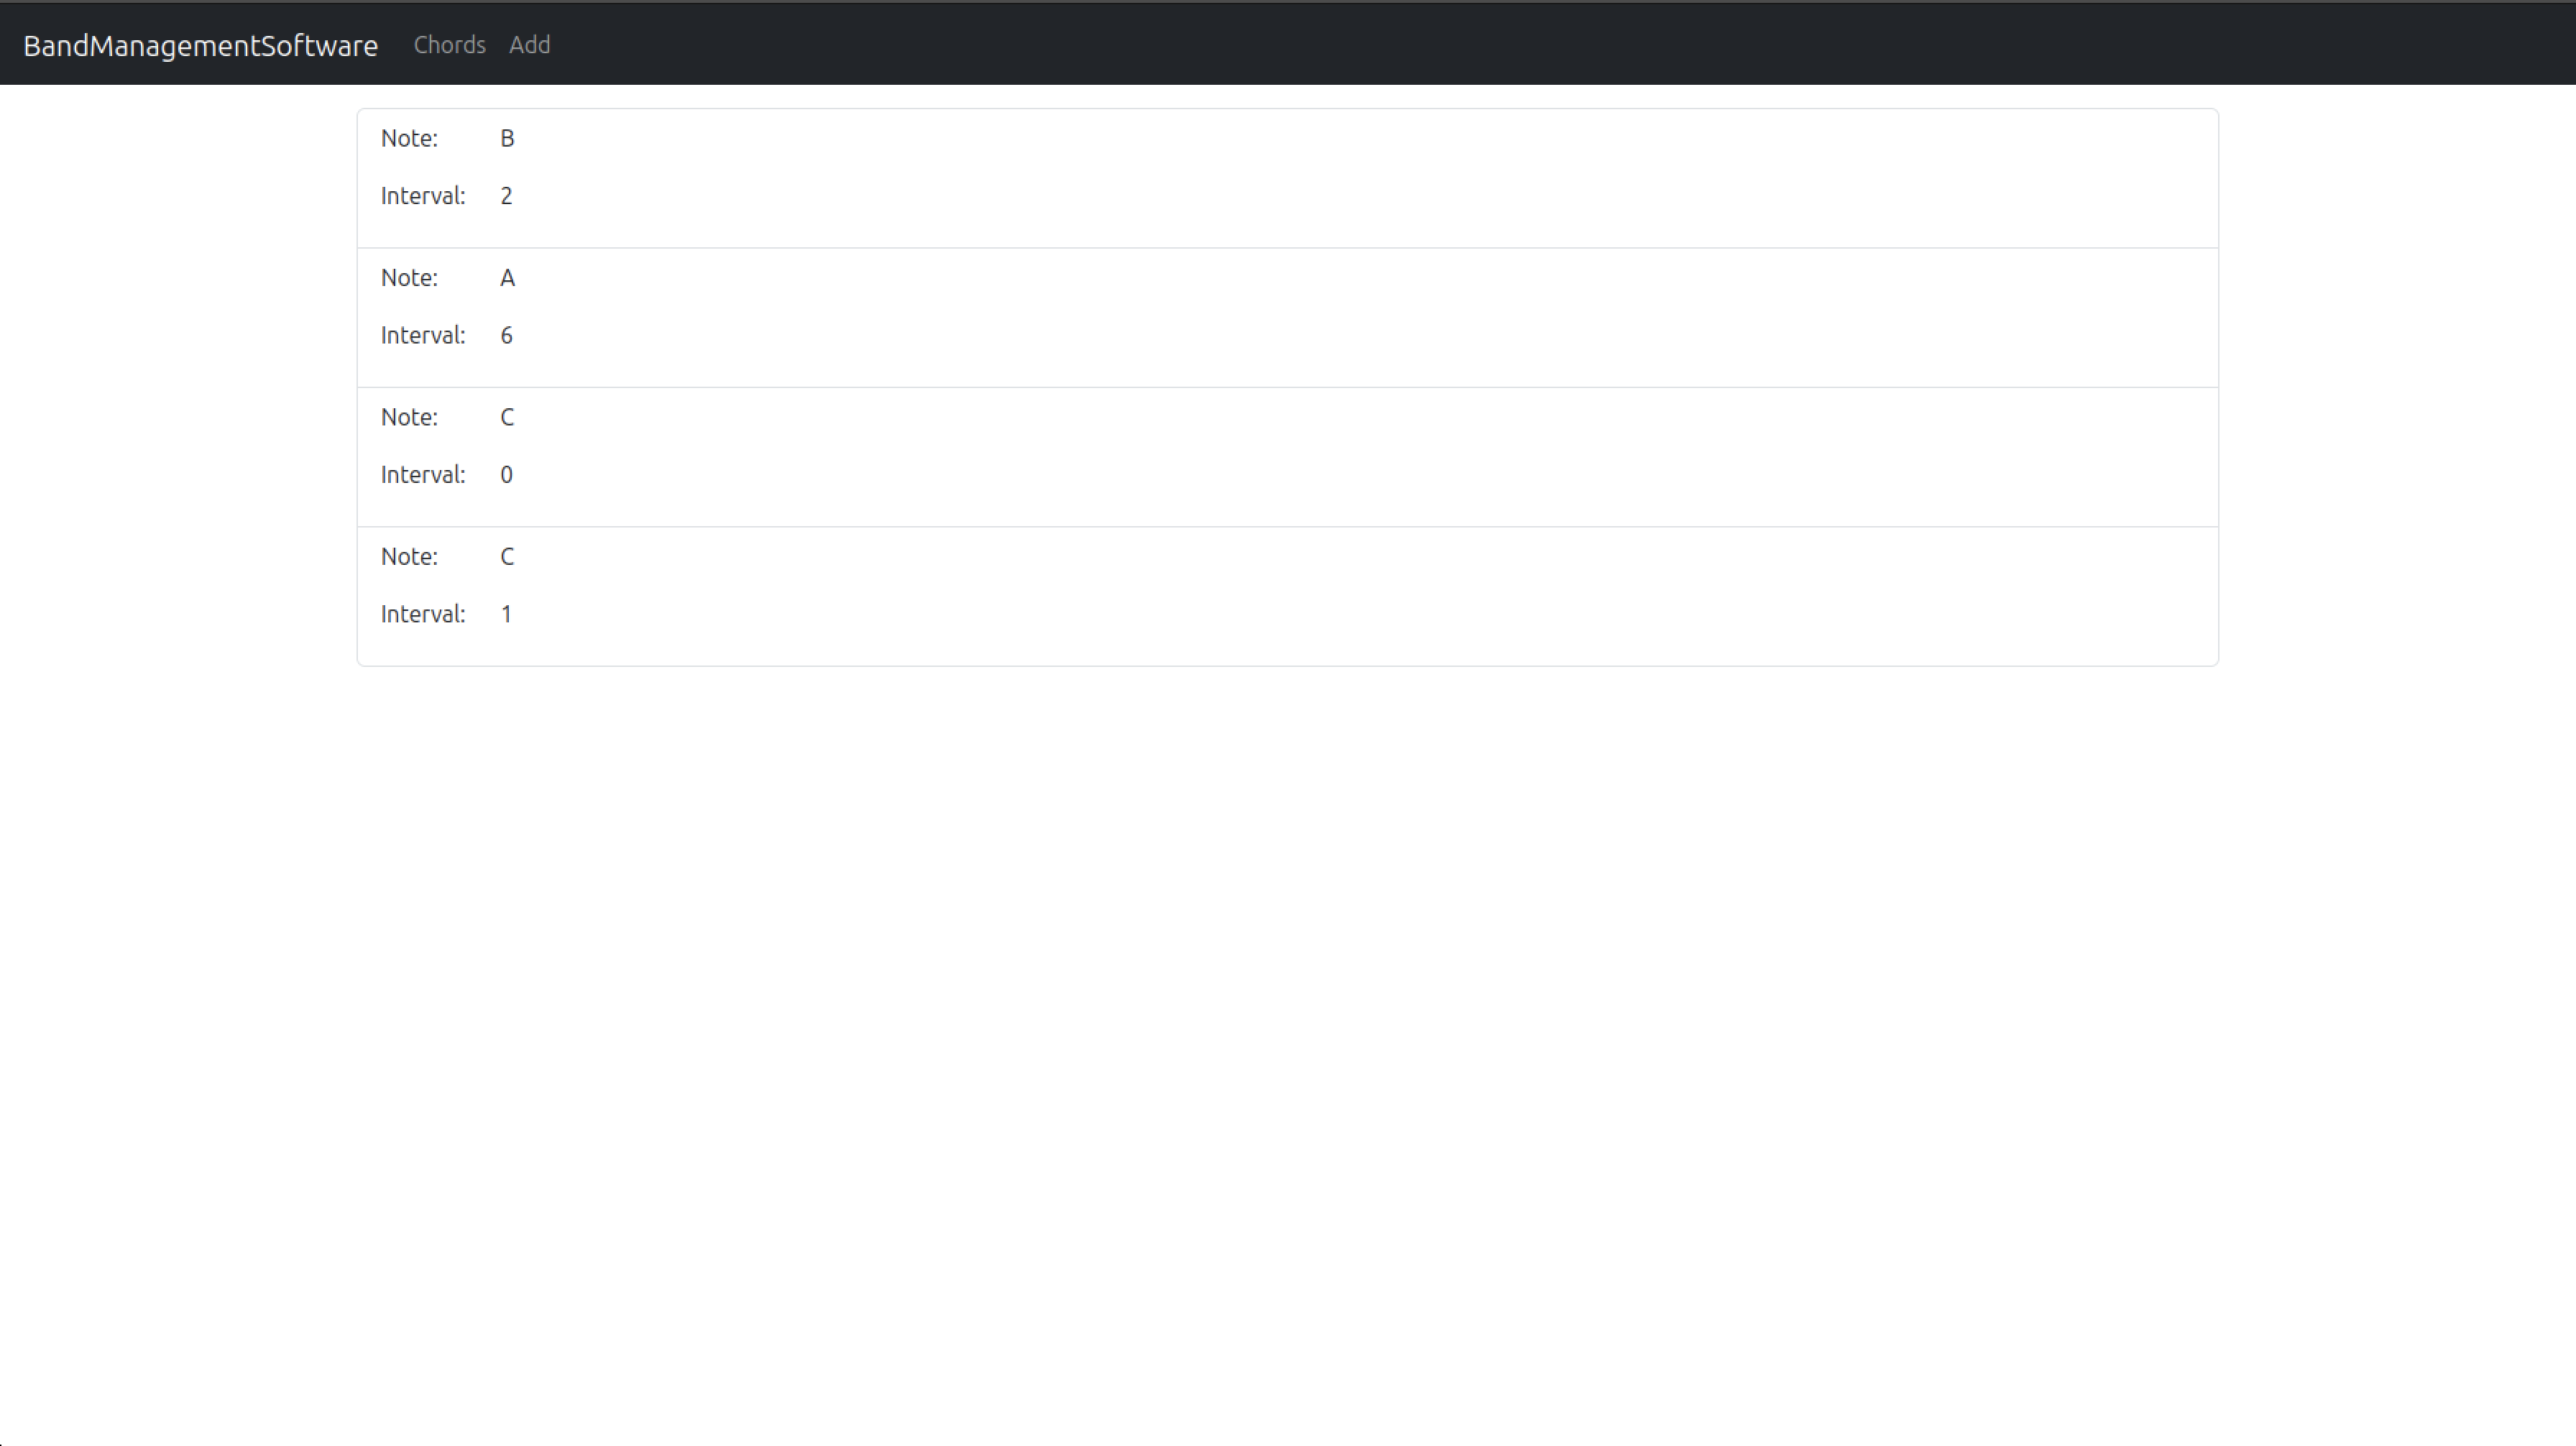 BandManagementSoftware Chords Add
Note: B
Interval: 2
Note: A
Interval: 6
Note: C
Interval: 0
Note: C
Interval: 1